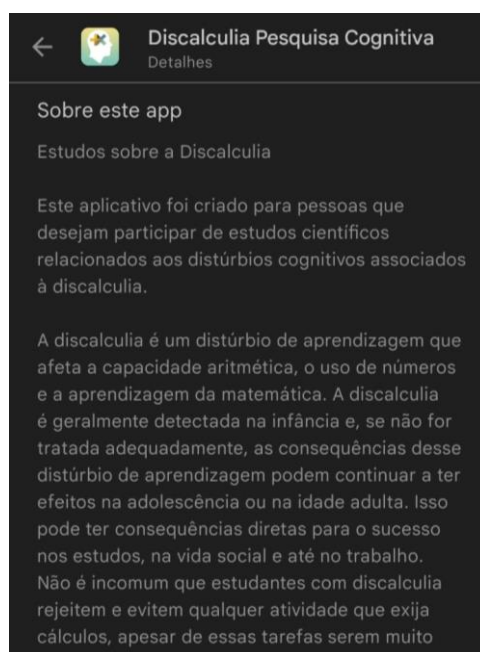 Discalculia Pesquisa Cognitiva
Detalhes
Sobre este app
Estudos sobre a Discalculia
Este aplicativo foi criado para pessoas que
desejam participar de estudos científicos
relacionados aos distúrbios cognitivos associados
à discalculia.
A discalculia é um distúrbio de aprendizagem que
afeta a capacidade aritmética, o uso de números
e a aprendizagem da matemática. A discalculia
é geralmente detectada na infância e, se não for
tratada adequadamente, as consequências desse
distúrbio de aprendizagem podem continuar a ter
efeitos na adolescência ou na idade adulta. Isso
pode ter consequências diretas para o sucesso
nos estudos, na vida social e até no trabalho.
Não é incomum que estudantes com discalculia
rejeitem e evitem qualquer atividade que exija
cálculos, apesar de essas tarefas serem muito